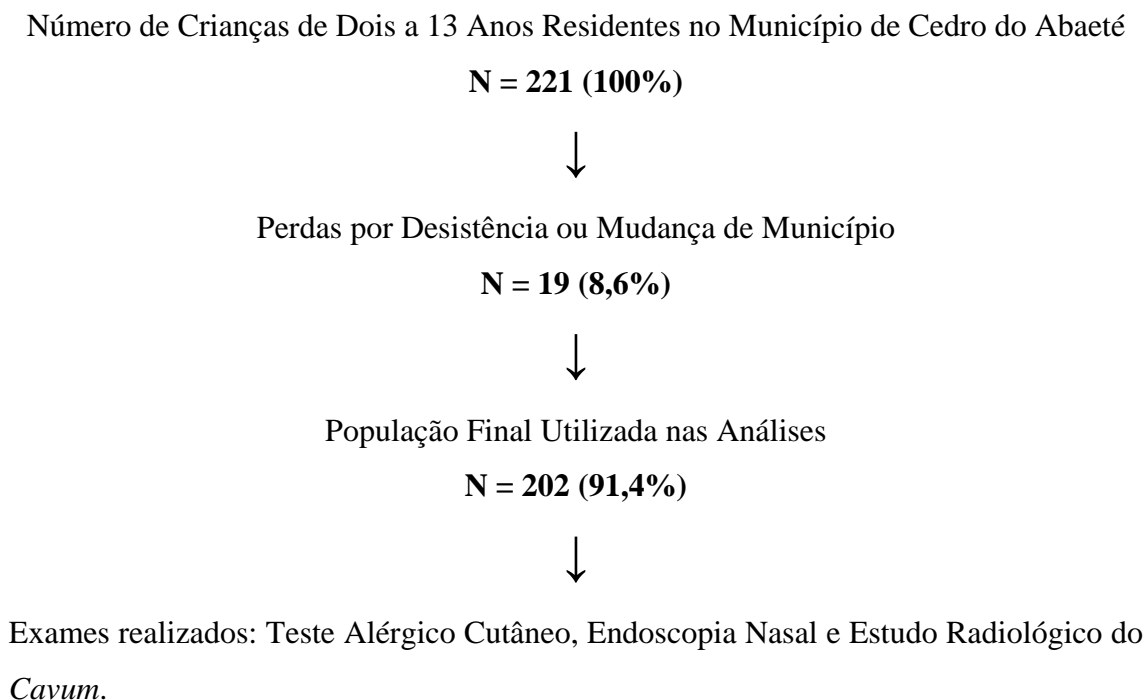 Número de Crianças de Dois a 13 Anos Residentes no Município de Cedro do Abaeté
N = 221 (100%)
↓
Perdas por Desistência ou Mudança de Município
N = 19 (8,6%)
↓
População Final Utilizada nas Análises
N = 202 (91,4%)
↓
Exames realizados: Teste Alérgico Cutâneo, Endoscopia Nasal e Estudo Radiológico do
Cavum.